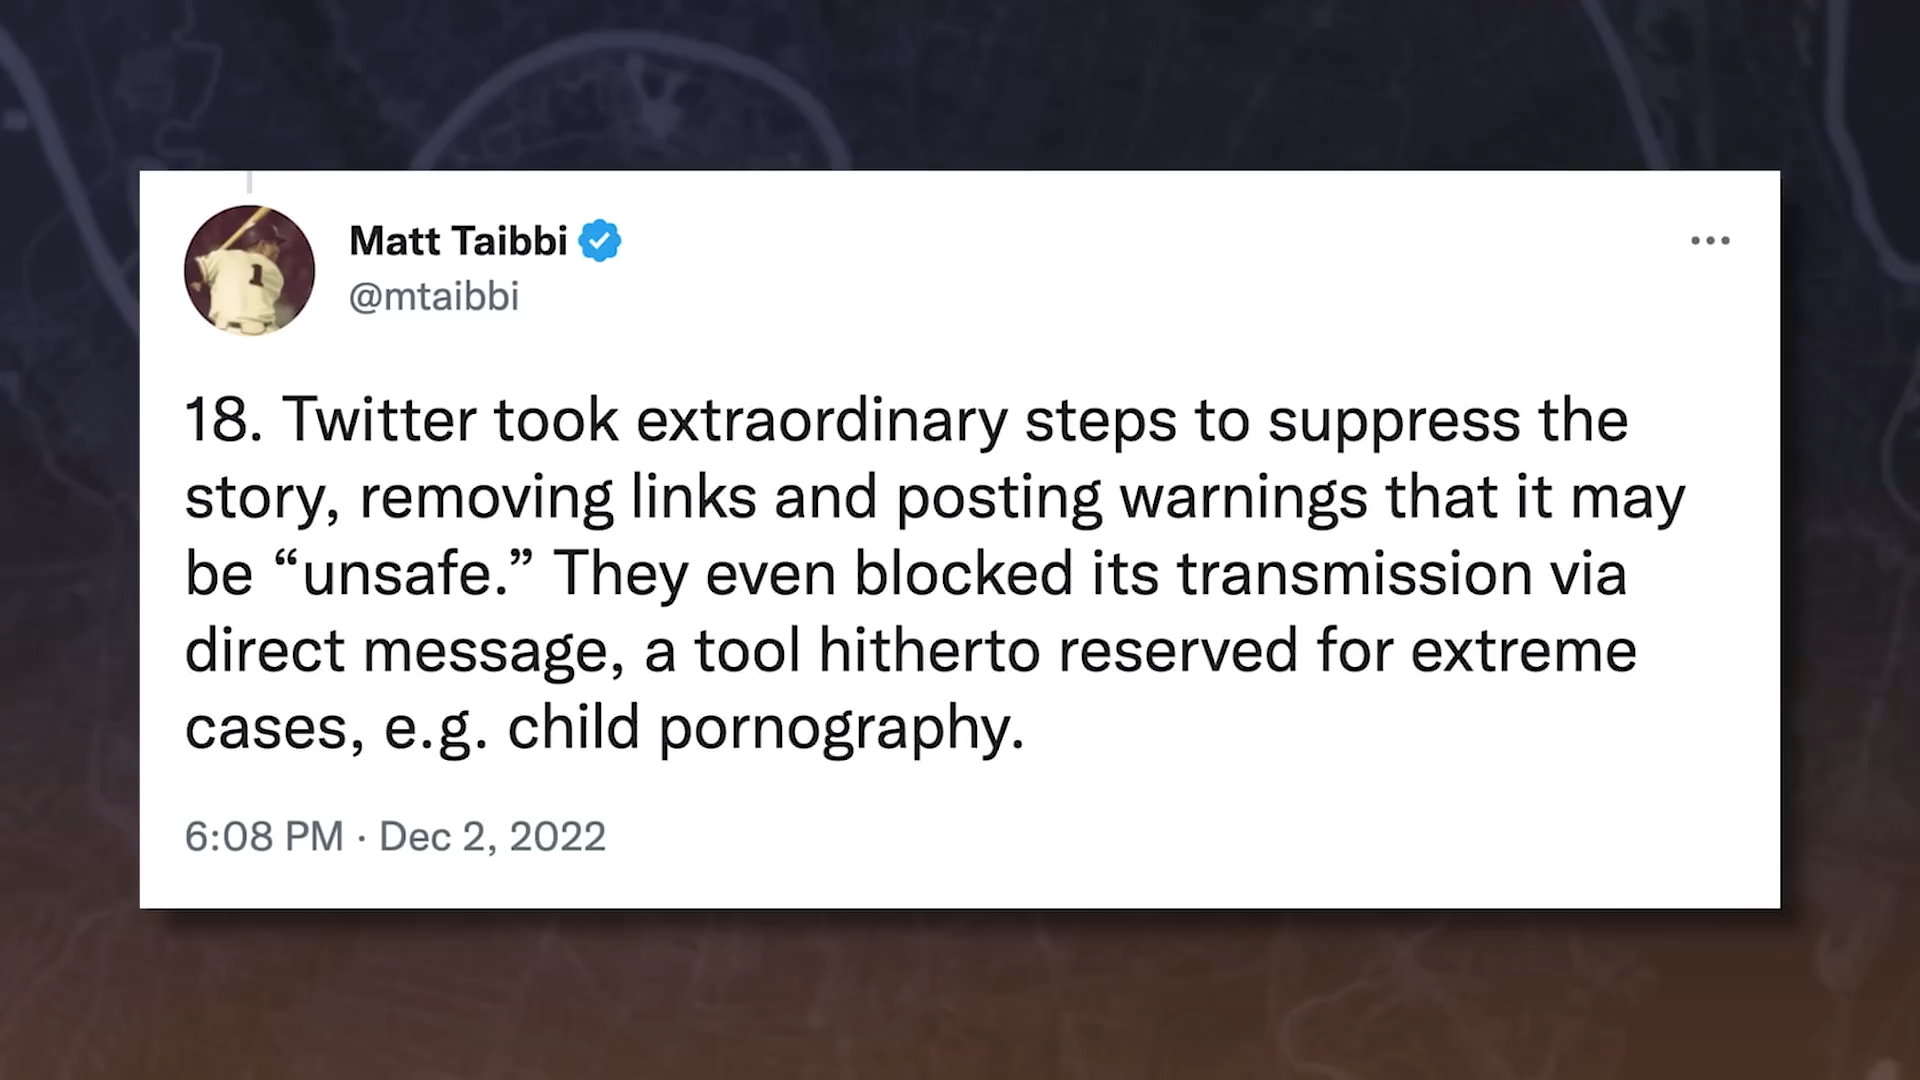 Matt Taibbi
@mtaibbi
18. Twitter took extraordinary steps to suppress the
story, removing links and posting warnings that it may
be “unsafe.” They even blocked its transmission via
direct message, a tool hitherto reserved for extreme
cases, e.g. child pornography.
6:08 PM · Dec 2, 2022
1